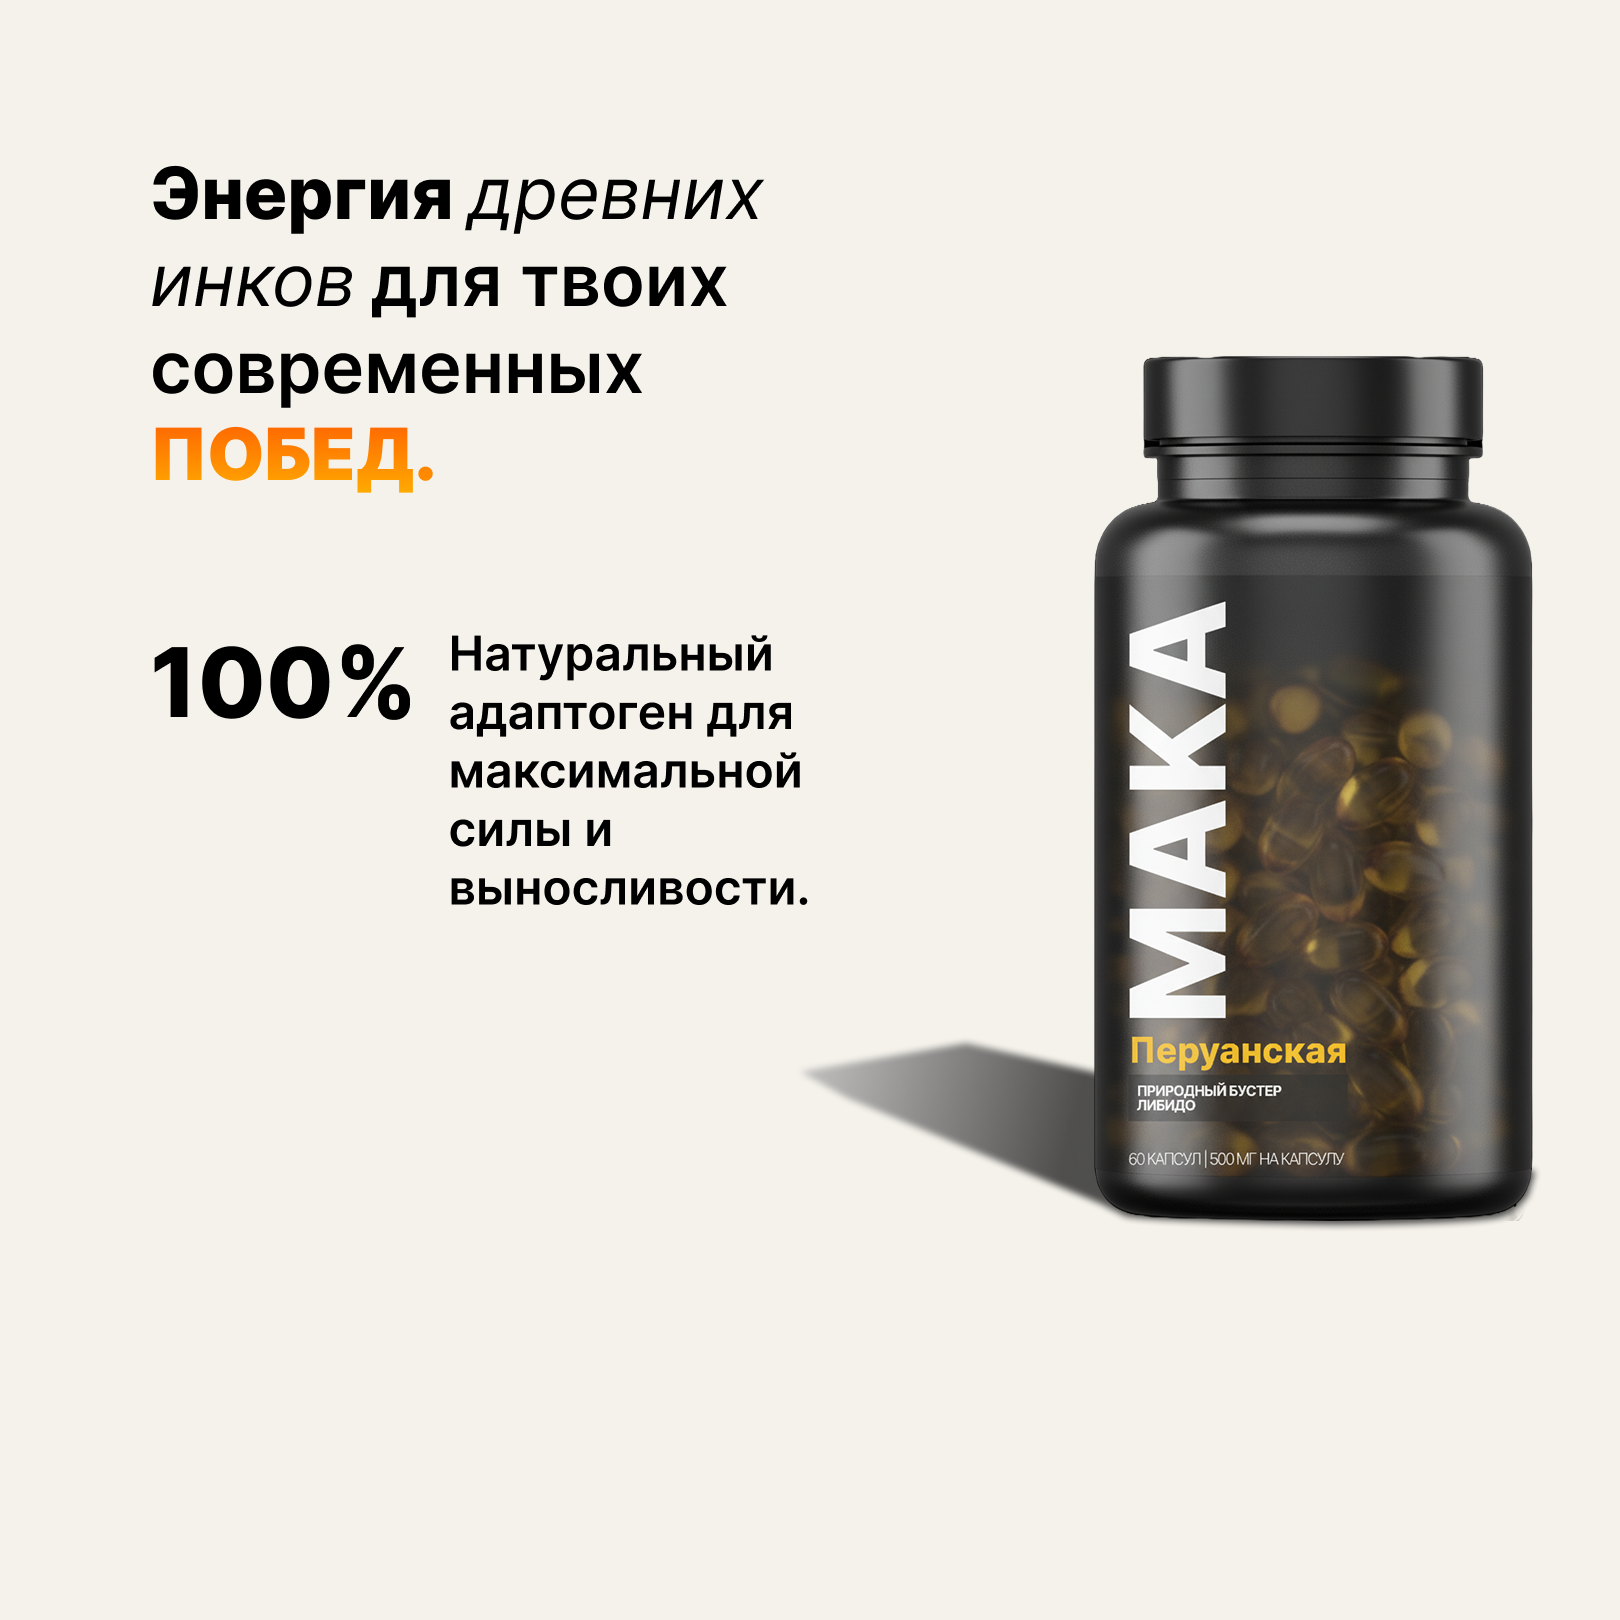 Энергия древних
инков для твоих
современных
ПОБЕД.
100%
Натуральный
адаптоген для
максимальной
силы и
выносливости.
МАКА
Перуанская
ПРИРОДНЫЙ БУСТЕР
ЛИБИДО
60 КАПСУЛ | 500 МГ НА КАПСУЛУ